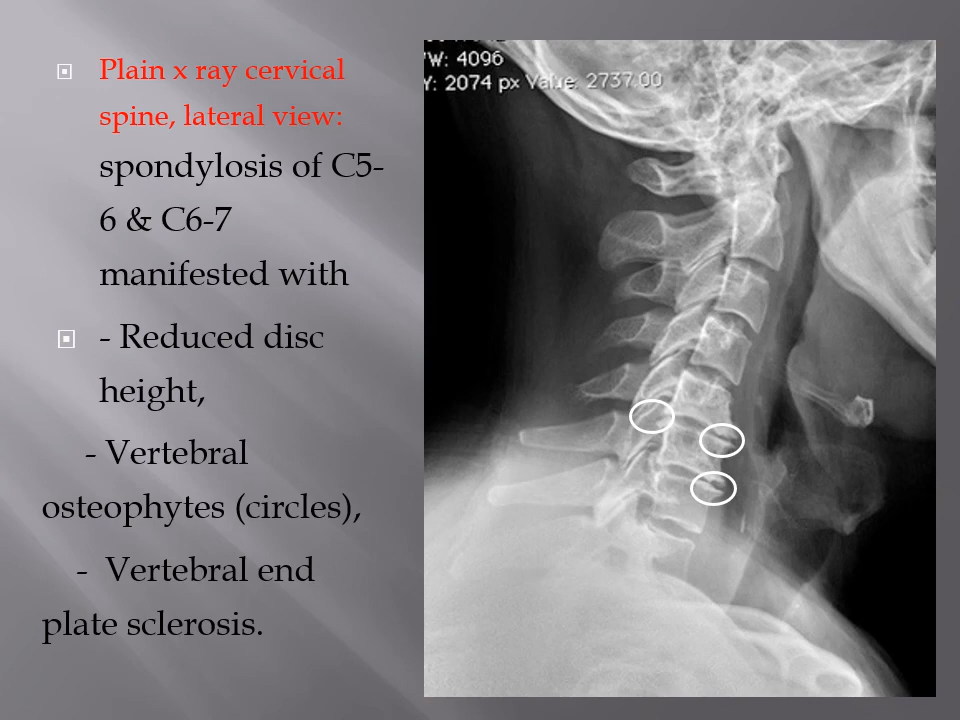 Plain x ray cervical
spine, lateral view:
spondylosis of C5-
6 & C6-7
manifested with
- Reduced disc
height,
- Vertebral
osteophytes (circles),
- Vertebral end
plate sclerosis.
WW: 4096
Y: 2074 px Value: 2737.00